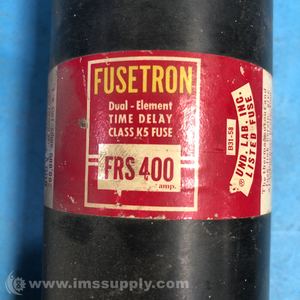 FUSETRON
Dual - Element
TIME DELAY
CLASS K5 FUSE
FRS 400
amp.
UND. LAB. INC.
LISTED FUSE
B31-58
© www.imssupply.com